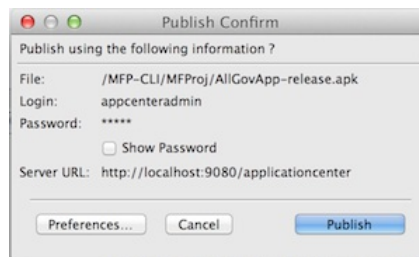 Publish Confirm
Publish using the following information ?
File: /MFP-CLI/MFProj/AllGovApp-release.apk
Login: appcenteradmin
Password: *****
Show Password
Server URL: http://localhost:9080/applicationcenter
Preferences... Cancel Publish